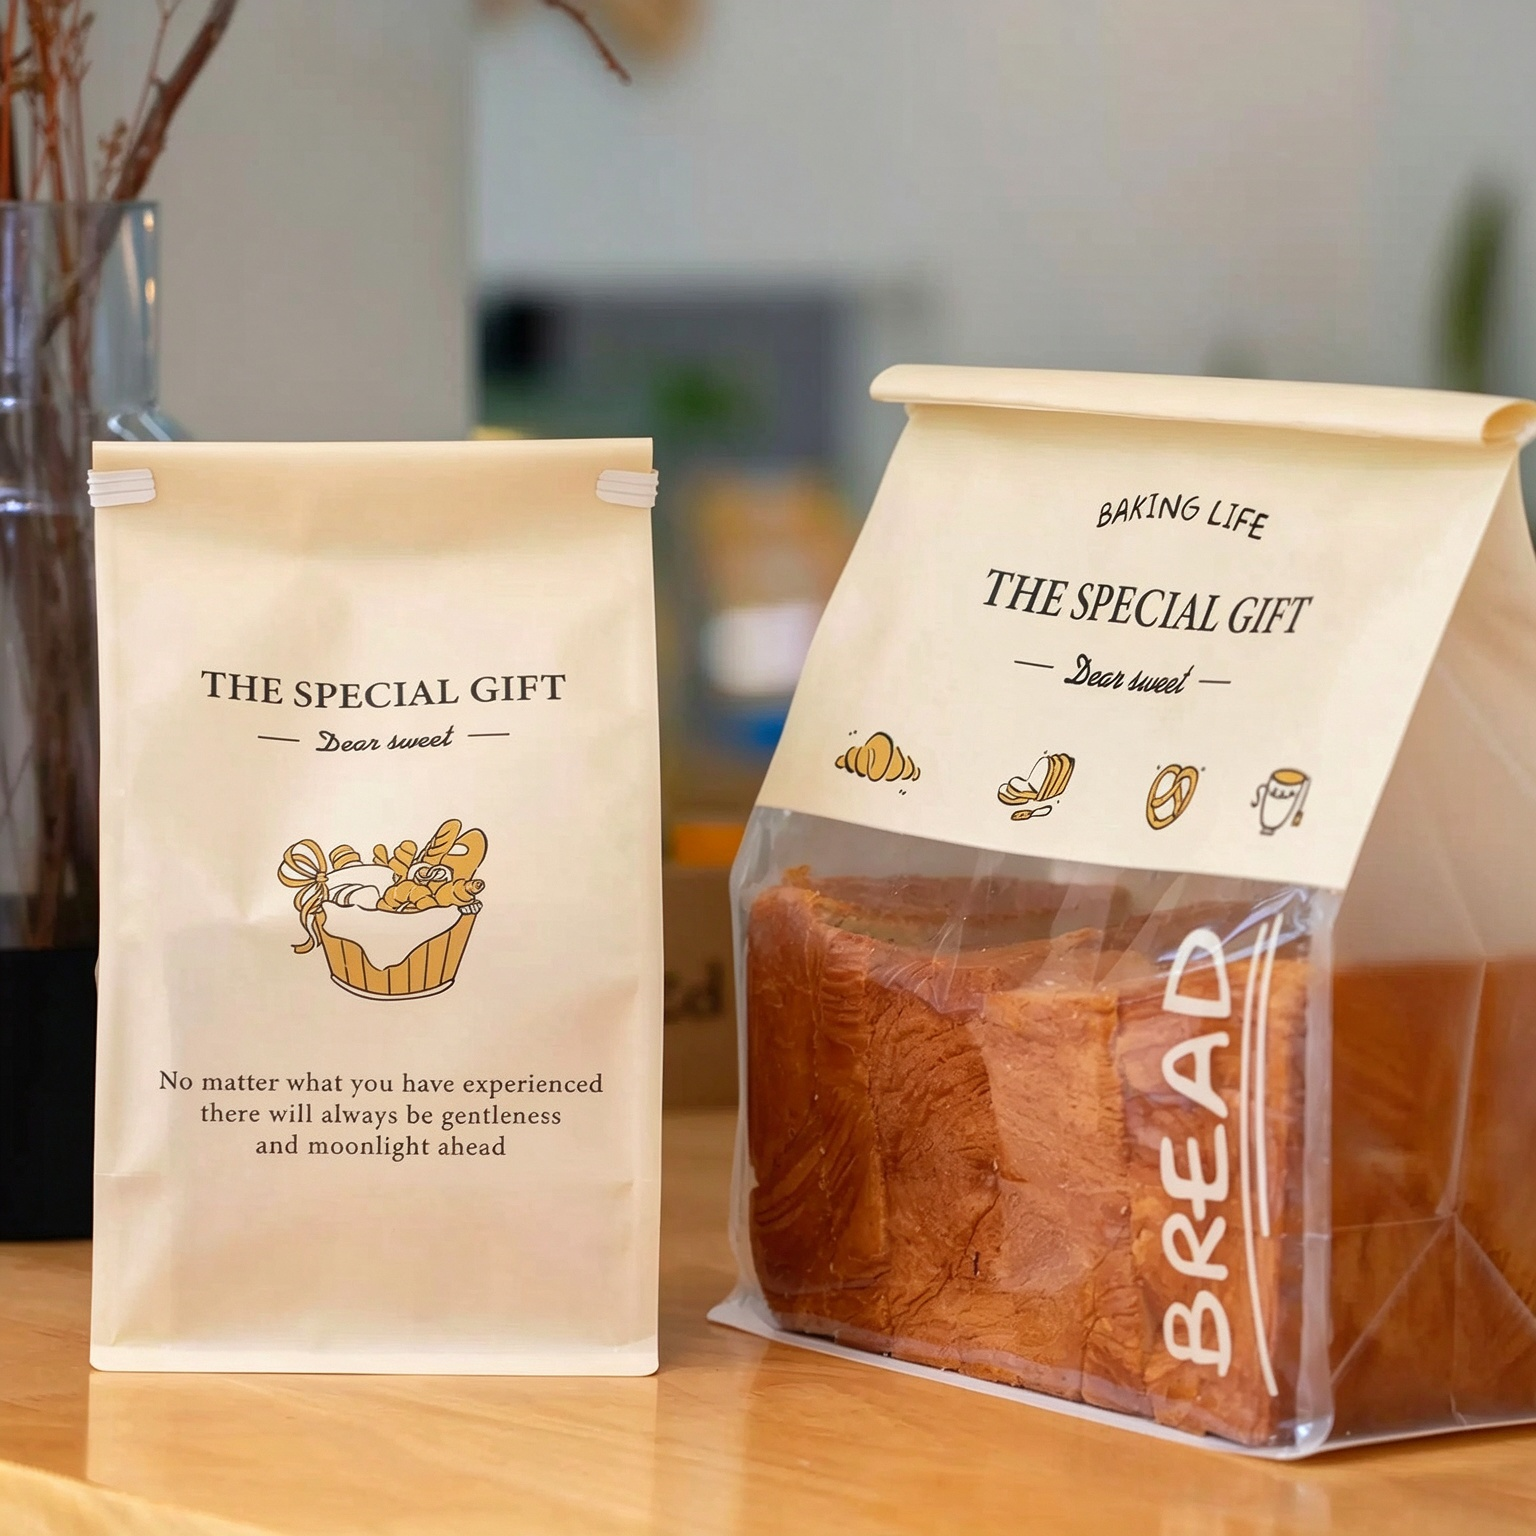 THE SPECIAL GIFT
Dear sweet
No matter what you have experienced
there will always be gentleness
and moonlight ahead
BAKING LIFE
THE SPECIAL GIFT
Dear sweet
BREAD